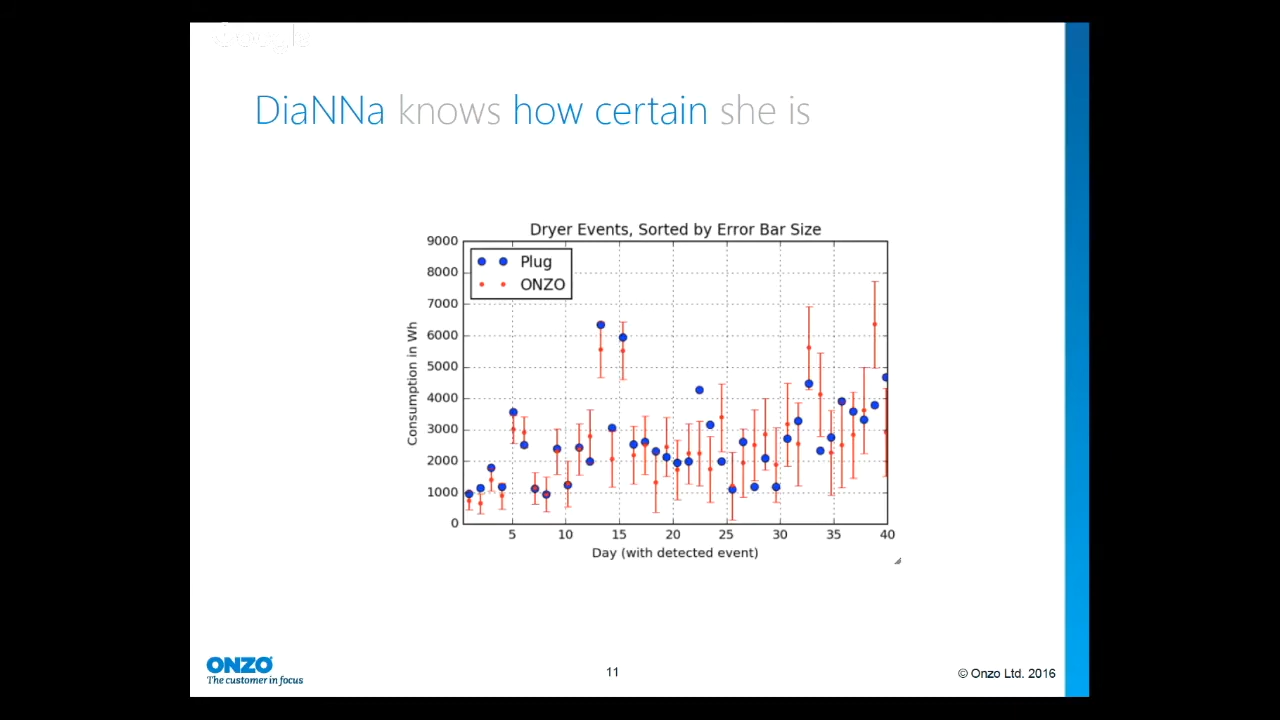 Google
DiaNNa knows how certain she is
Dryer Events, Sorted by Error Bar Size
9000
8000
7000
6000
5000
4000
3000
2000
1000
0
Plug
ONZO
Consumption in Wh
5 10 15 20 25 30 35 40
Day (with detected event)
ONZO
The customer in focus
11
© Onzo Ltd. 2016